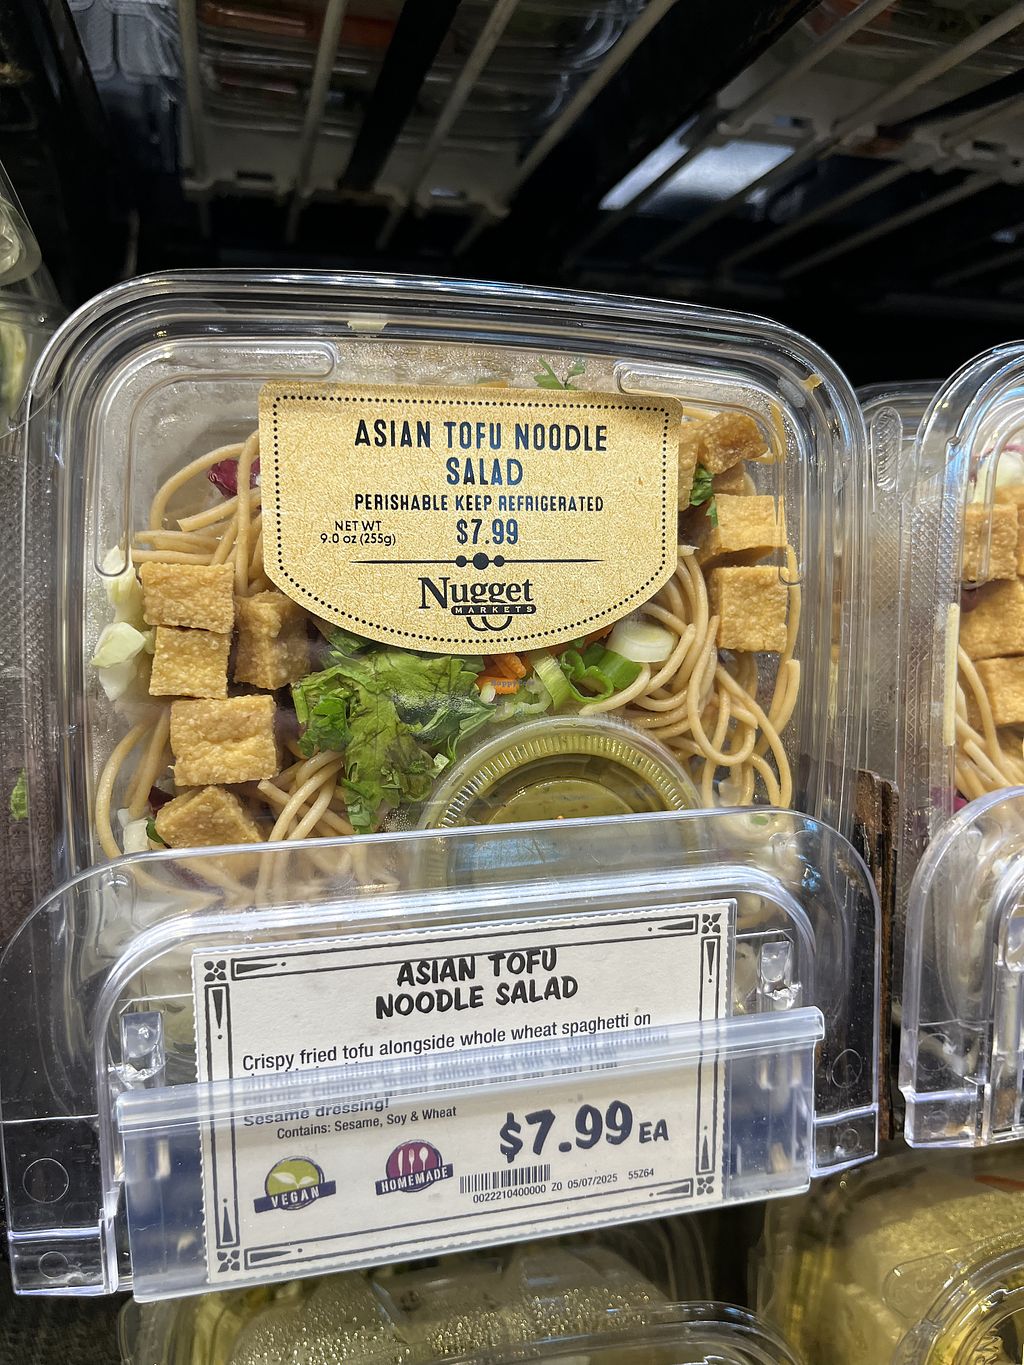 ASIAN TOFU NOODLE
SALAD
PERISHABLE KEEP REFRIGERATED
NET WT
9.0 oz (255g)
$7.99
Nugget
MARKETS
ASIAN TOFU
NOODLE SALAD
Crispy fried tofu alongside whole wheat spaghetti on
Sesame dressing!
Contains: Sesame, Soy & Wheat
$7.99 EA
VEGAN
HOMEMADE
0022210400000 Z0 05/07/2025 55Z64